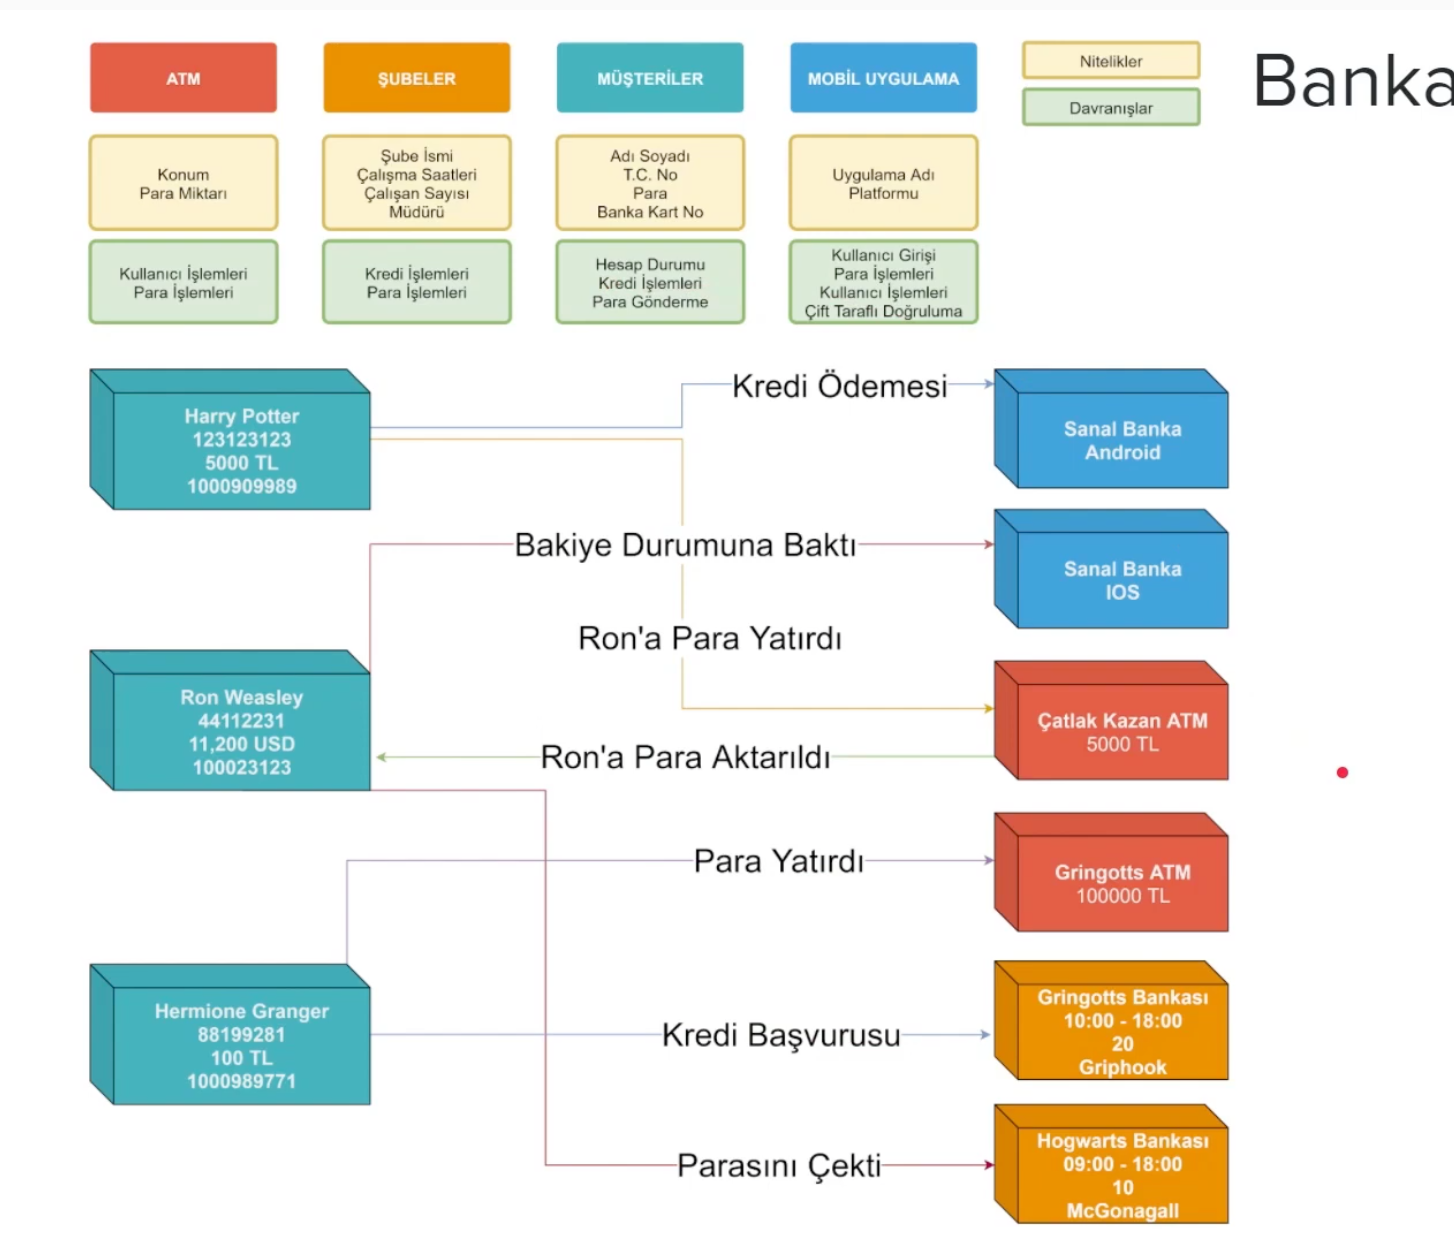 ATM
ŞUBELER
MÜŞTERİLER
MOBİL UYGULAMA
Nitelikler
Davranışlar
Banka
Konum
Para Miktarı
Şube İsmi
Çalışma Saatleri
Çalışan Sayısı
Müdürü
Adı Soyadı
T.C. No
Para
Banka Kart No
Uygulama Adı
Platformu
Kullanıcı İşlemleri
Para İşlemleri
Kredi İşlemleri
Para İşlemleri
Hesap Durumu
Kredi İşlemleri
Para Gönderme
Kullanıcı Girişi
Para İşlemleri
Kullanıcı İşlemleri
Çift Taraflı Doğruluma
Harry Potter
123123123
5000 TL
1000909989
Kredi Ödemesi
Sanal Banka
Android
Bakiye Durumuna Baktı
Sanal Banka
IOS
Ron'a Para Yatırdı
Ron Weasley
44112231
11,200 USD
100023123
Çatlak Kazan ATM
5000 TL
Ron'a Para Aktarıldı
Para Yatırdı
Gringotts ATM
100000 TL
Hermione Granger
88199281
100 TL
1000989771
Kredi Başvurusu
Gringotts Bankası
10:00 - 18:00
20
Griphook
Parasını Çekti
Hogwarts Bankası
09:00 - 18:00
10
McGonagall